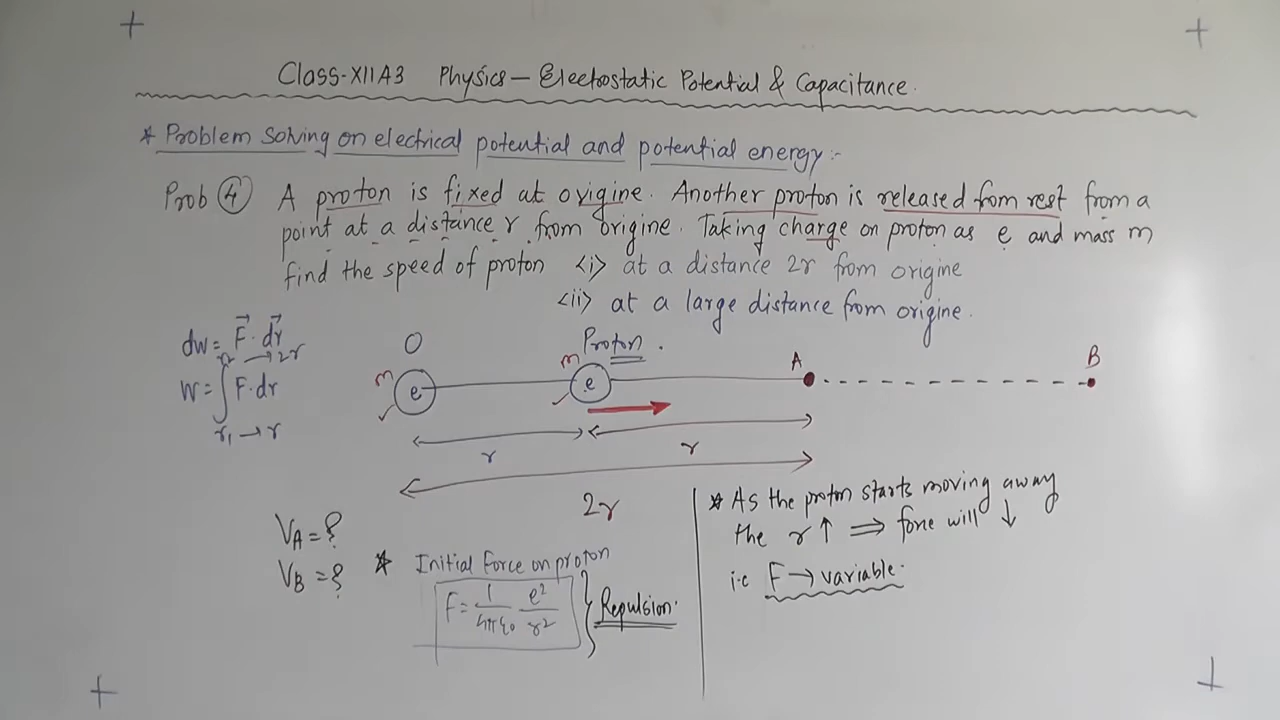 Class-XII A3 Physics — Electrostatic Potential & Capacitance.
* Problem solving on electrical potential and potential energy:-
Prob ④ A proton is fixed at origine. Another proton is released from rest from a
point at a distance r from origine. Taking charge on proton as e and mass m
find the speed of proton <i> at a distance 2r from origine
<ii> at a large distance from origine.
dw = F⃗ · dr⃗
r₂ → 2r
W = ∫ F · dr
r₁ → r
O
Proton.
A
B
m
m
e
e
r
r
2r
V_A = ?
V_B = ?
* Initial Force on proton
F = 1/4πε₀ e²/r² } Repulsion.
* As the proton starts moving away
the r ↑ ⟹ force will ↓
i.e F → variable.